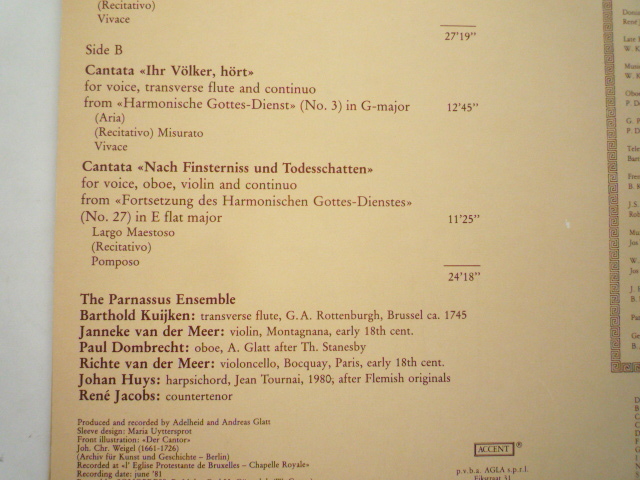 (Recitativo)
Vivace
27'19''
Side B
Cantata «Ihr Völker, hört»
for voice, transverse flute and continuo
from «Harmonische Gottes-Dienst» (No. 3) in G-major 12'45''
(Aria)
(Recitativo) Misurato
Vivace
Cantata «Nach Finsterniss und Todesschatten»
for voice, oboe, violin and continuo
from «Fortsetzung des Harmonischen Gottes-Dienstes»
(No. 27) in E flat major 11'25''
Largo Maestoso
(Recitativo)
Pomposo
24'18''
The Parnassus Ensemble
Barthold Kuijken: transverse flute, G.A. Rottenburgh, Brussel ca. 1745
Janneke van der Meer: violin, Montagnana, early 18th cent.
Paul Dombrecht: oboe, A. Glatt after Th. Stanesby
Richte van der Meer: violoncello, Bocquay, Paris, early 18th cent.
Johan Huys: harpsichord, Jean Tournai, 1980; after Flemish originals
René Jacobs: countertenor
Produced and recorded by Adelheid and Andreas Glatt
Sleeve design: Maria Uyttersprot
Front illustration: «Der Cantor»
Joh. Chr. Weigel (1661-1726)
(Archiv für Kunst und Geschichte – Berlin)
Recorded at «l' Eglise Protestante de Bruxelles – Chapelle Royale»
Recording date: june '81
ACCENT ®
p.v.b.a. AGLA s.p.r.l.